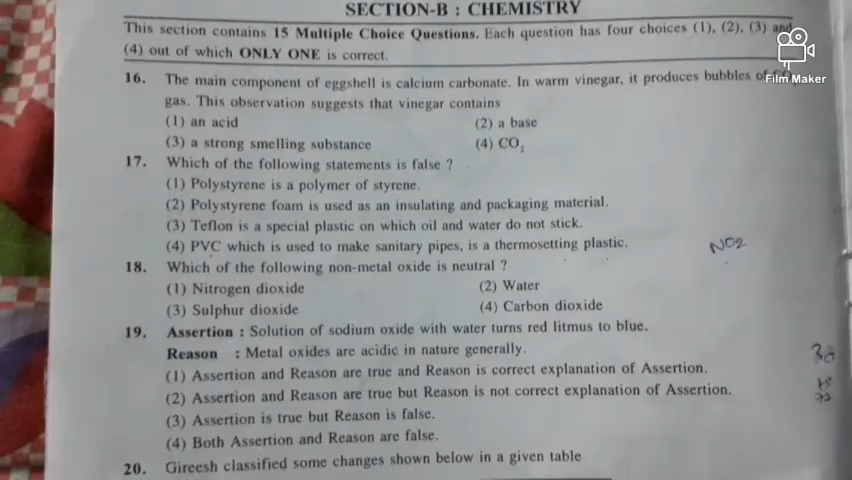 SECTION-B : CHEMISTRY
This section contains 15 Multiple Choice Questions. Each question has four choices (1), (2), (3) and
(4) out of which ONLY ONE is correct.
Film Maker
16. The main component of eggshell is calcium carbonate. In warm vinegar, it produces bubbles of
gas. This observation suggests that vinegar contains
(1) an acid (2) a base
(3) a strong smelling substance (4) CO₂
17. Which of the following statements is false ?
(1) Polystyrene is a polymer of styrene.
(2) Polystyrene foam is used as an insulating and packaging material.
(3) Teflon is a special plastic on which oil and water do not stick.
(4) PVC which is used to make sanitary pipes, is a thermosetting plastic.
NO2
18. Which of the following non-metal oxide is neutral ?
(1) Nitrogen dioxide (2) Water
(3) Sulphur dioxide (4) Carbon dioxide
19. Assertion : Solution of sodium oxide with water turns red litmus to blue.
Reason : Metal oxides are acidic in nature generally.
(1) Assertion and Reason are true and Reason is correct explanation of Assertion.
(2) Assertion and Reason are true but Reason is not correct explanation of Assertion.
(3) Assertion is true but Reason is false.
(4) Both Assertion and Reason are false.
20. Gireesh classified some changes shown below in a given table